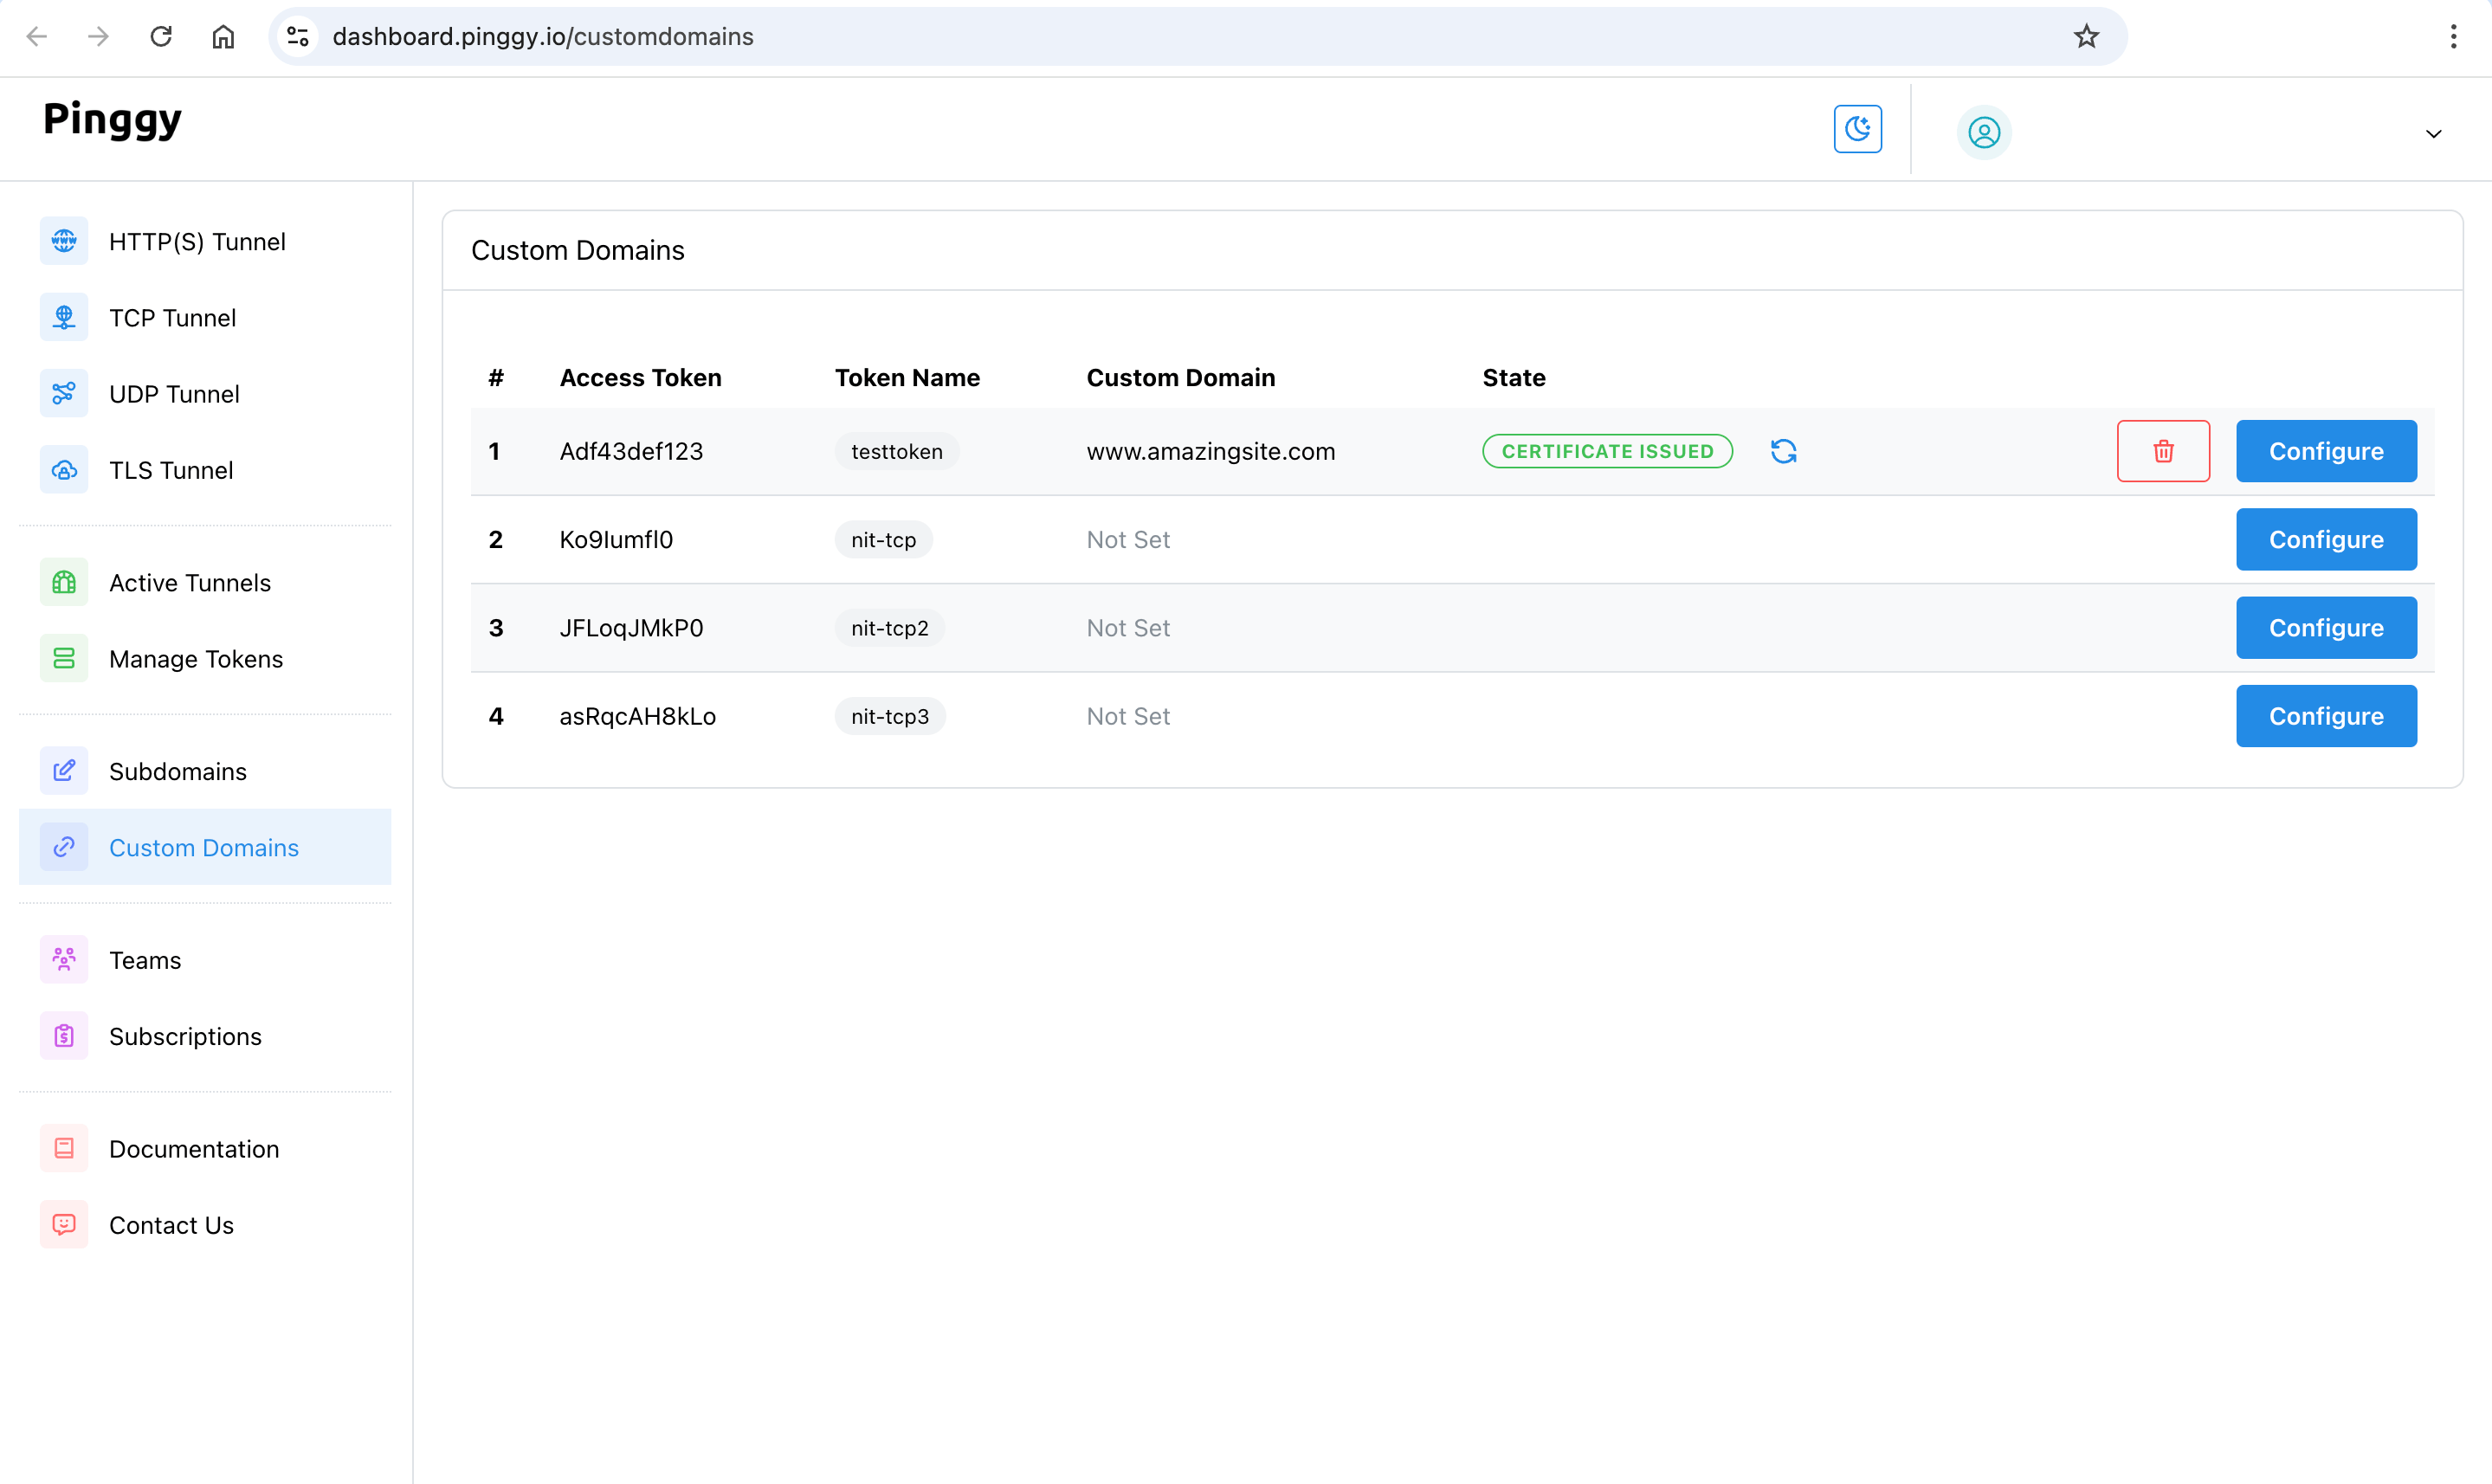 dashboard.pinggy.io/customdomains
Pinggy
HTTP(S) Tunnel
TCP Tunnel
UDP Tunnel
TLS Tunnel
Active Tunnels
Manage Tokens
Subdomains
Custom Domains
Teams
Subscriptions
Documentation
Contact Us
Custom Domains
# Access Token Token Name Custom Domain State
1 Adf43def123 testtoken www.amazingsite.com CERTIFICATE ISSUED Configure
2 Ko9lumfl0 nit-tcp Not Set Configure
3 JFLoqJMkP0 nit-tcp2 Not Set Configure
4 asRqcAH8kLo nit-tcp3 Not Set Configure